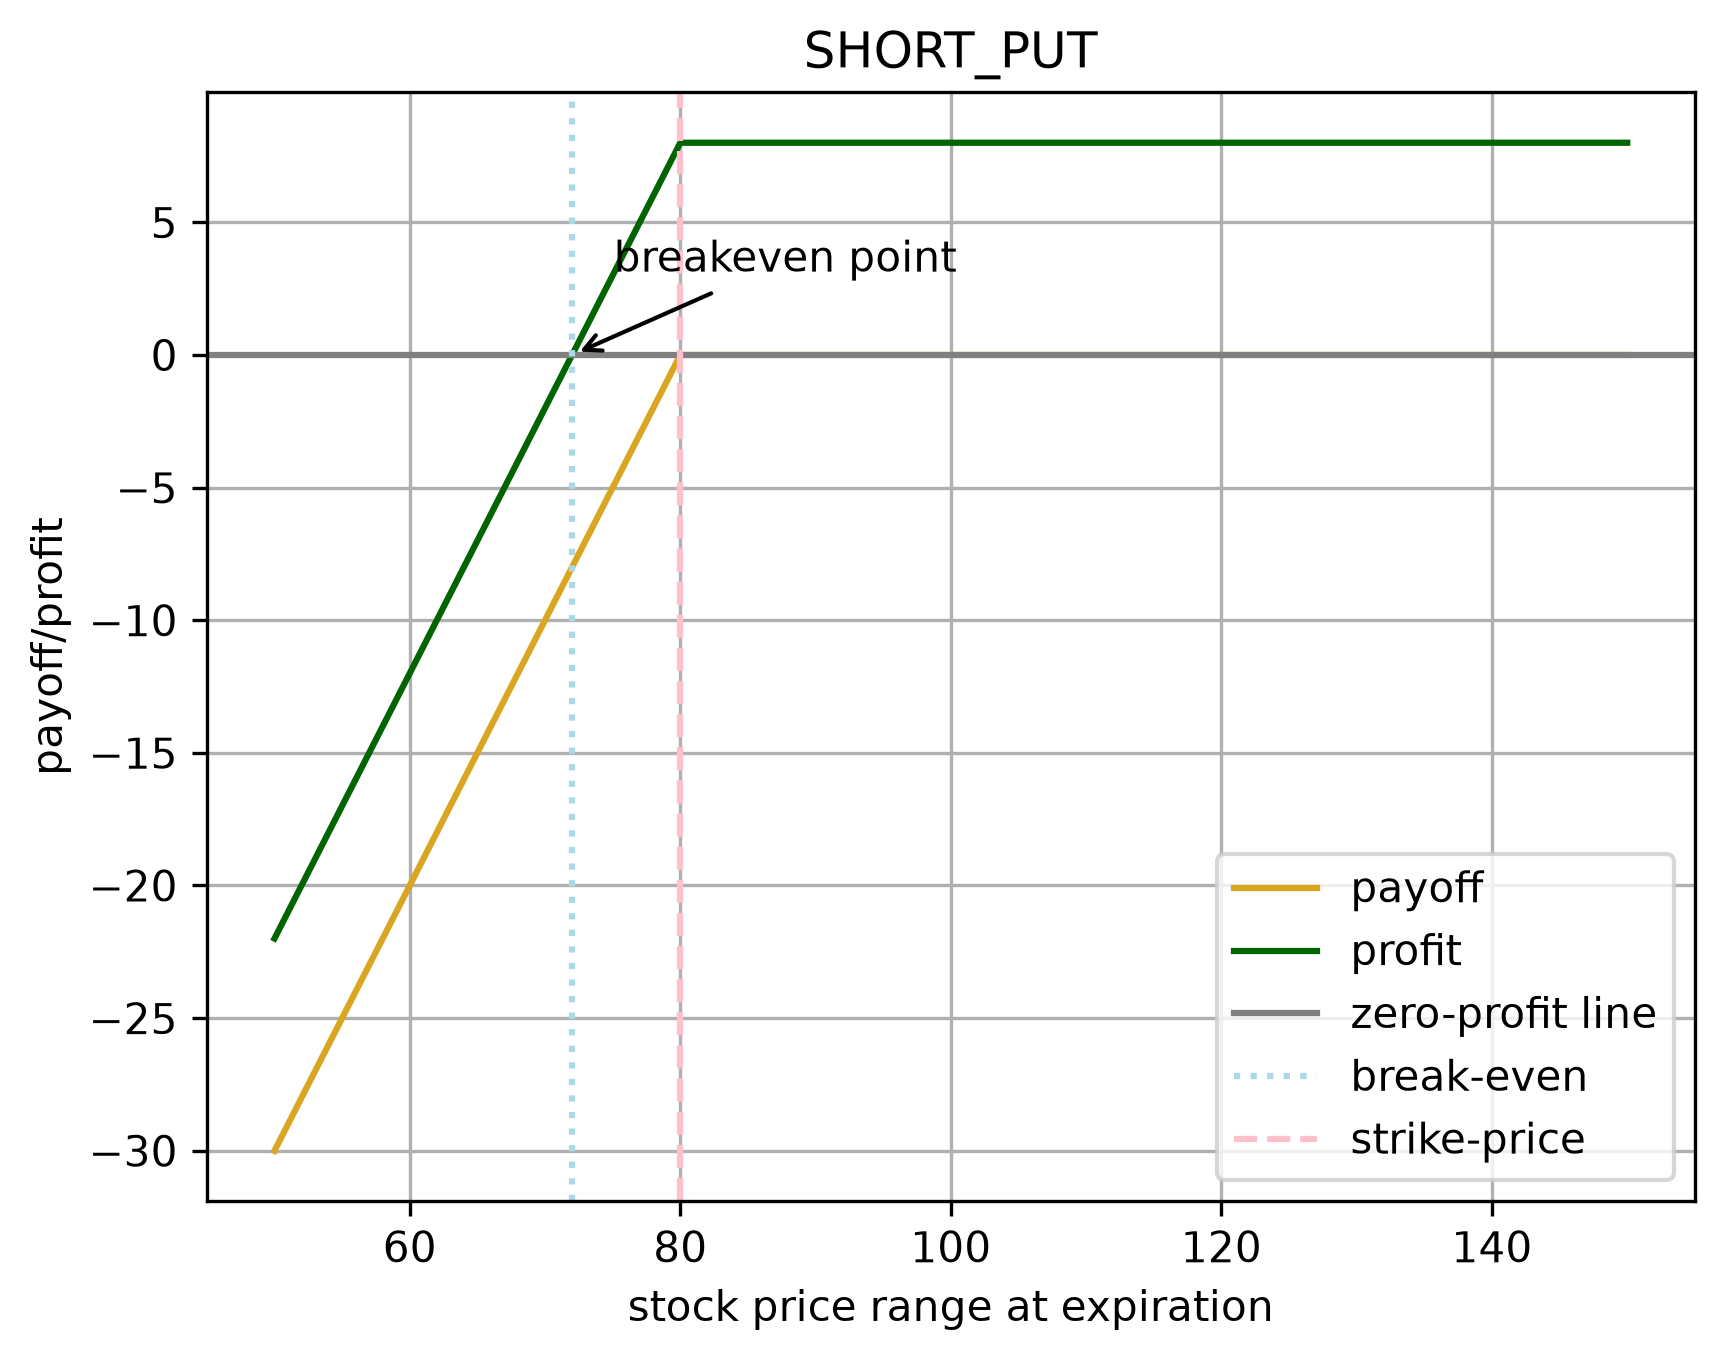 SHORT_PUT
payoff/profit
5
0
−5
−10
−15
−20
−25
−30
breakeven point
payoff
profit
zero-profit line
break-even
strike-price
60 80 100 120 140
stock price range at expiration